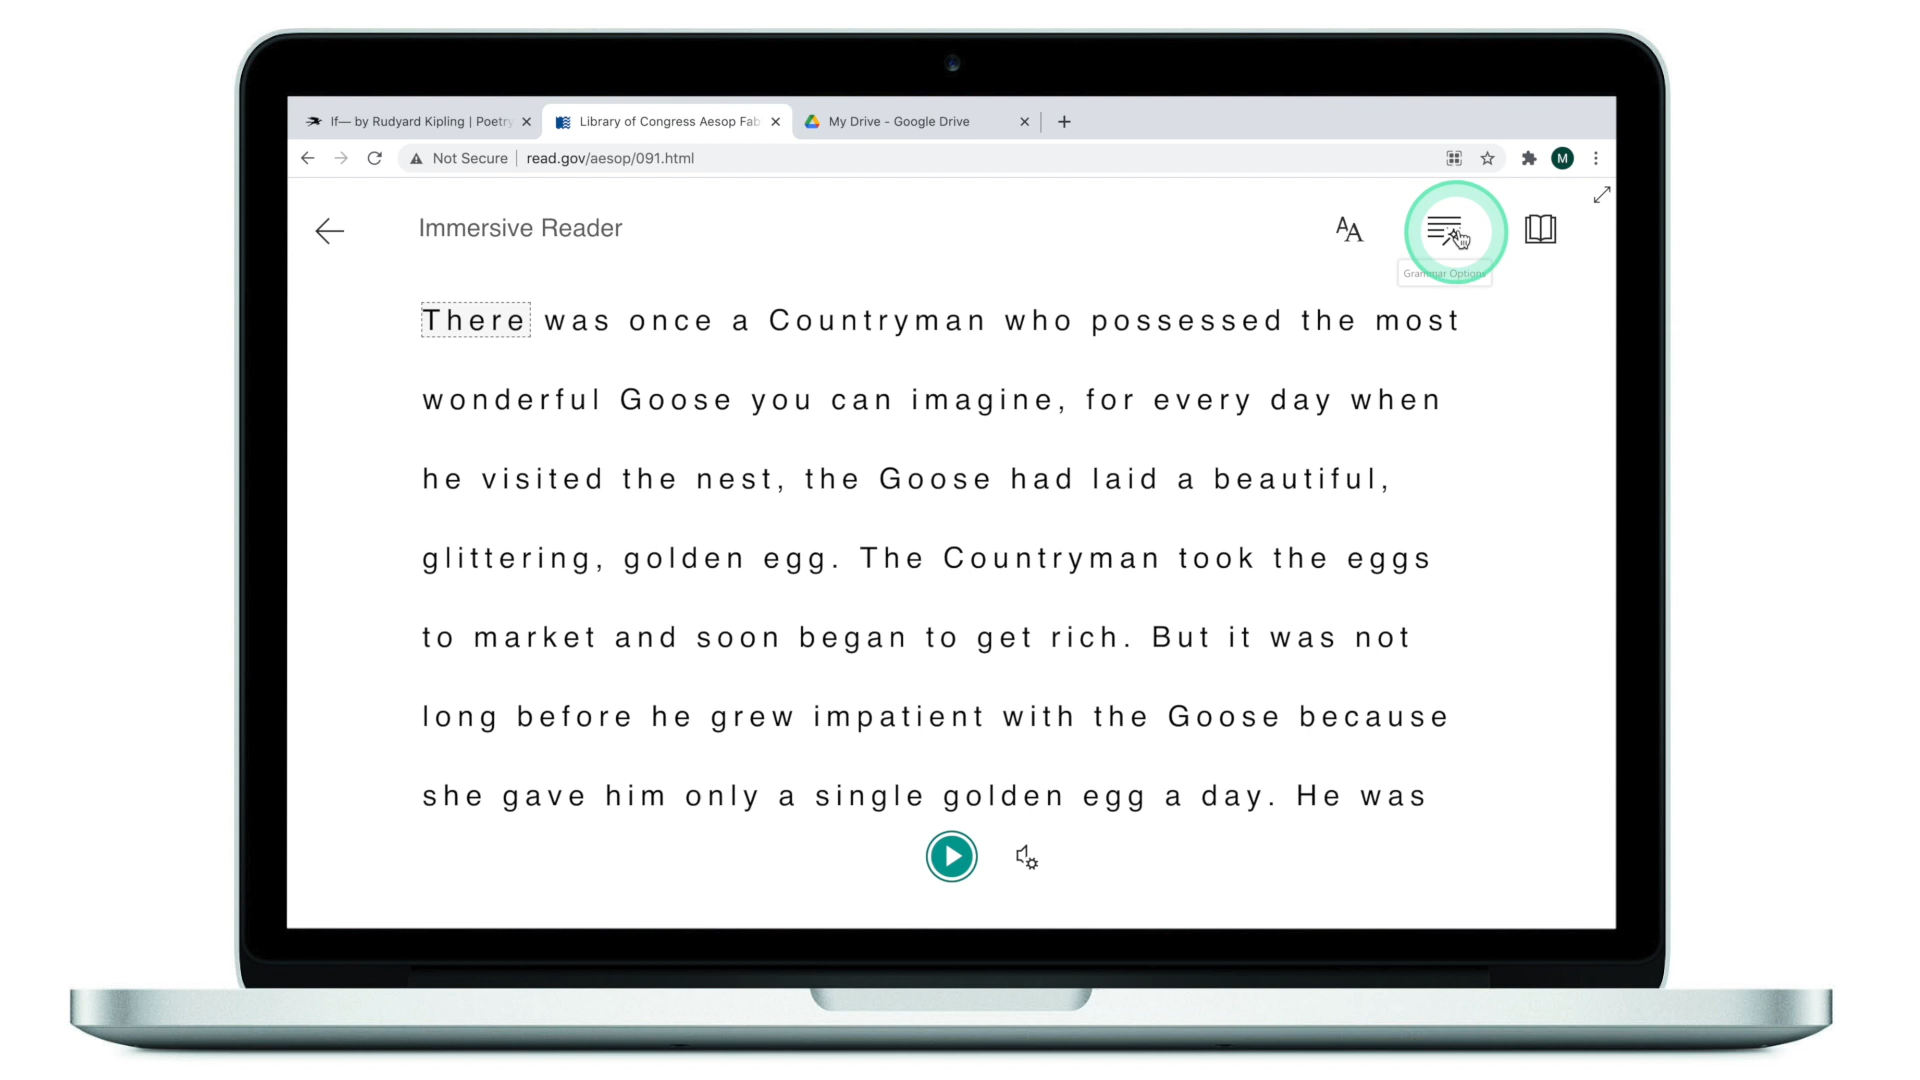 If— by Rudyard Kipling | Poetry
Library of Congress Aesop Fab
My Drive - Google Drive
Not Secure
read.gov/aesop/091.html
M
Immersive Reader
AA
Grammar Options
There was once a Countryman who possessed the most
wonderful Goose you can imagine, for every day when
he visited the nest, the Goose had laid a beautiful,
glittering, golden egg. The Countryman took the eggs
to market and soon began to get rich. But it was not
long before he grew impatient with the Goose because
she gave him only a single golden egg a day. He was